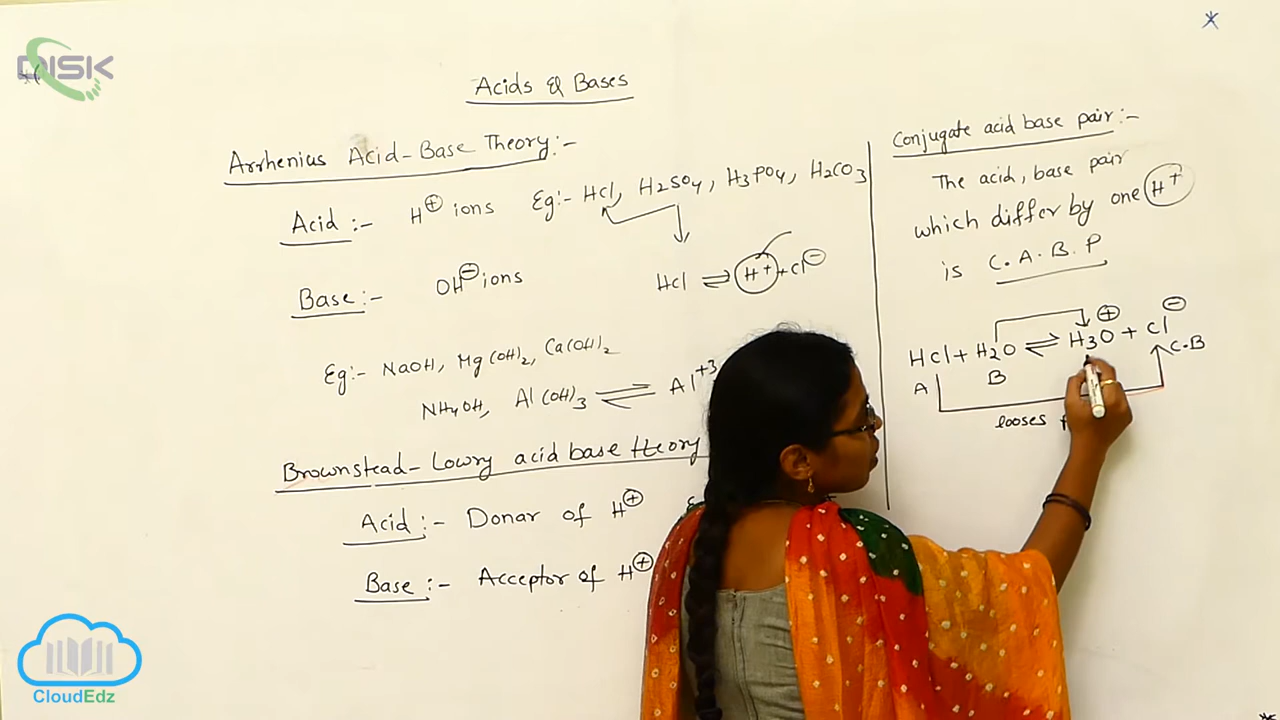 DISK
Acids & Bases
Arrhenius Acid-Base Theory:-
Acid:- H⊕ ions Eg:- Hcl, H2SO4, H3PO4, H2CO3
Hcl ⇌ H+ + cl⊖
Base:- OH⊖ ions
Eg:- NaOH, Mg(OH)2, Ca(OH)2
NH4OH, Al(OH)3 ⇌ Al+3
Brownstead-Lowry acid base theory
Acid:- Donar of H⊕
Base:- Acceptor of H⊕
Conjugate acid base pair:-
The acid, base pair
which differ by one H+
is C.A.B.P
Hcl + H2O ⇌ H3O⊕ + cl⊖
A B C-B
looses
CloudEdz